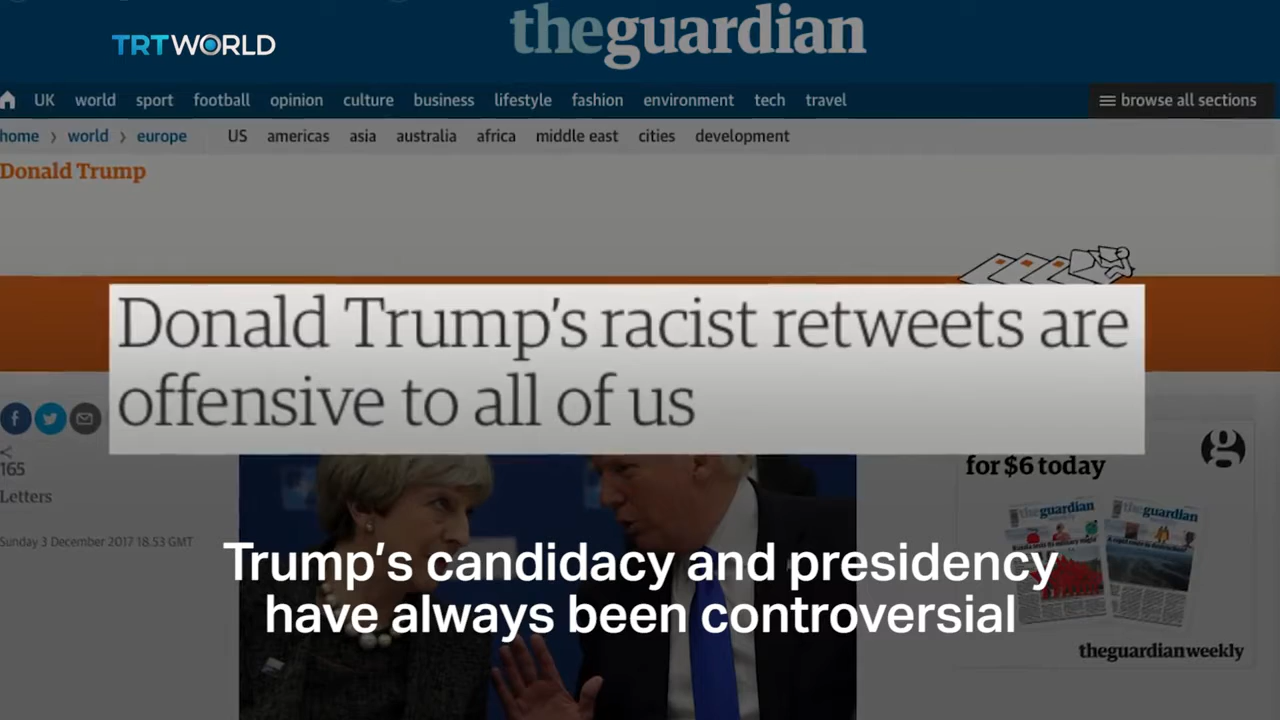 TRTWORLD
theguardian
UK world sport football opinion culture business lifestyle fashion environment tech travel
browse all sections
home > world > europe US americas asia australia africa middle east cities development
Donald Trump
Donald Trump's racist retweets are
offensive to all of us
165
Letters
Sunday 3 December 2017 18.53 GMT
for $6 today
theguardian
theguardian
theguardianweekly
Trump's candidacy and presidency
have always been controversial